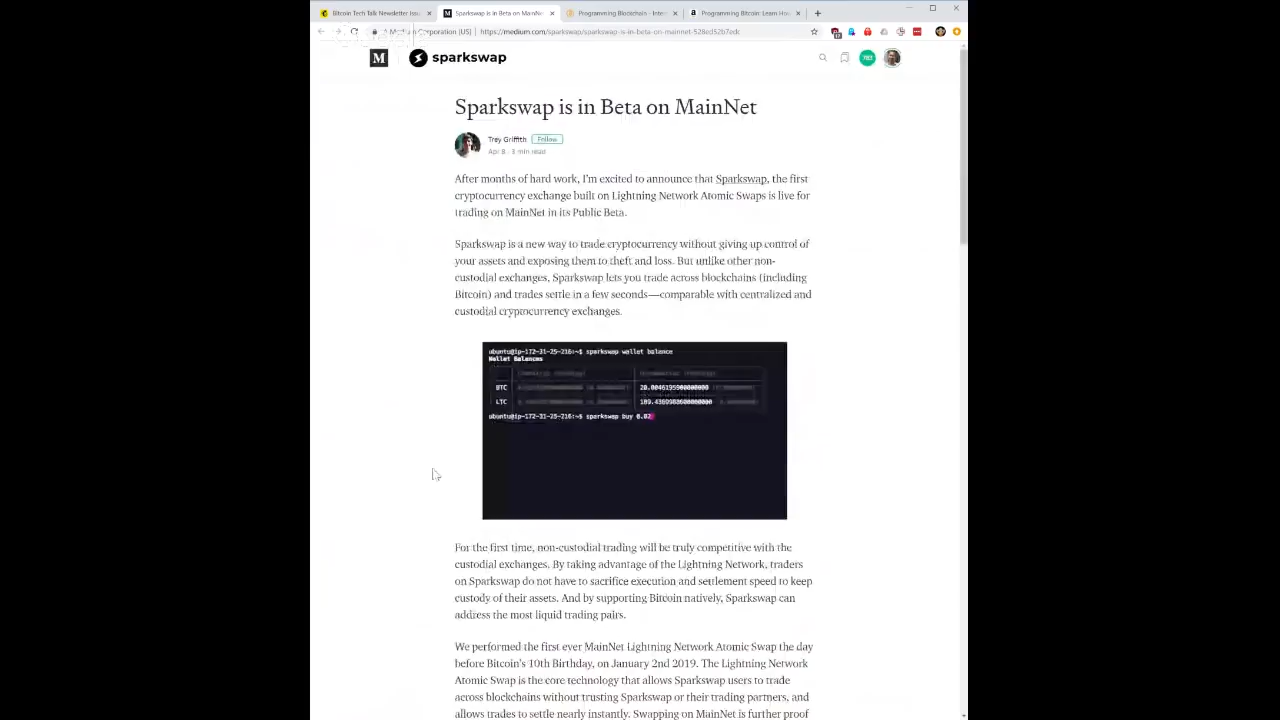 Bitcoin Tech Talk Newsletter Issu
Sparkswap is in Beta on MainNe
Programming Blockchain - Inte
Programming Bitcoin: Learn Ho
A Medium Corporation [US]
https://medium.com/sparkswap/sparkswap-is-in-beta-on-mainnet-528ed52b7edc
M
sparkswap
Sparkswap is in Beta on MainNet
Trey Griffith
Follow
Apr 8 · 3 min read
After months of hard work, I'm excited to announce that Sparkswap, the first
cryptocurrency exchange built on Lightning Network Atomic Swaps is live for
trading on MainNet in its Public Beta.
Sparkswap is a new way to trade cryptocurrency without giving up control of
your assets and exposing them to theft and loss. But unlike other non-
custodial exchanges, Sparkswap lets you trade across blockchains (including
Bitcoin) and trades settle in a few seconds—comparable with centralized and
custodial cryptocurrency exchanges.
ubuntu@ip-172-31-25-216:~$ sparkswap wallet balance
Wallet Balances
BTC
LTC
ubuntu@ip-172-31-25-216:~$ sparkswap buy 0.02
For the first time, non-custodial trading will be truly competitive with the
custodial exchanges. By taking advantage of the Lightning Network, traders
on Sparkswap do not have to sacrifice execution and settlement speed to keep
custody of their assets. And by supporting Bitcoin natively, Sparkswap can
address the most liquid trading pairs.
We performed the first ever MainNet Lightning Network Atomic Swap the day
before Bitcoin's 10th Birthday, on January 2nd 2019. The Lightning Network
Atomic Swap is the core technology that allows Sparkswap users to trade
across blockchains without trusting Sparkswap or their trading partners, and
allows trades to settle nearly instantly. Swapping on MainNet is further proof